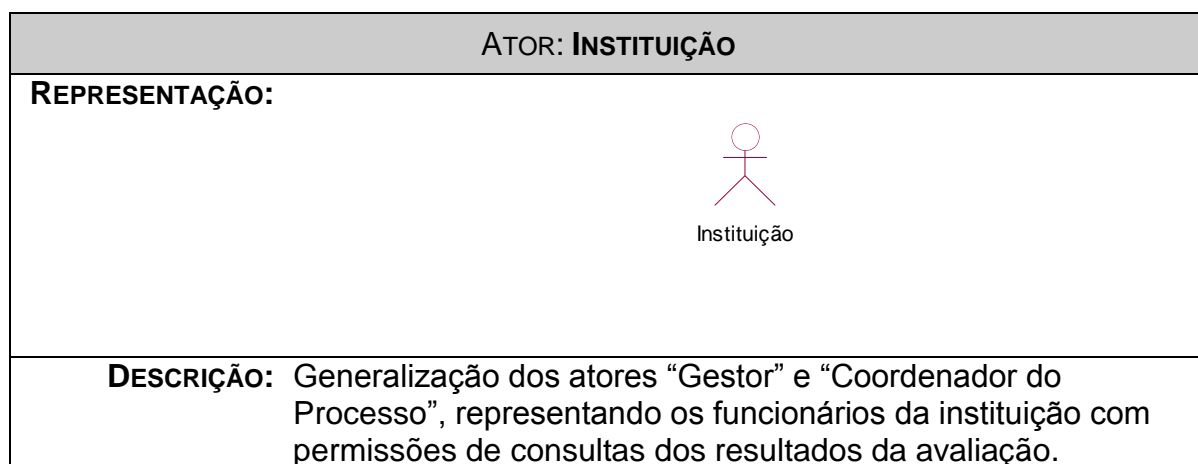 ATOR: INSTITUIÇÃO
REPRESENTAÇÃO:
Instituição
DESCRIÇÃO: Generalização dos atores “Gestor” e “Coordenador do
Processo”, representando os funcionários da instituição com
permissões de consultas dos resultados da avaliação.